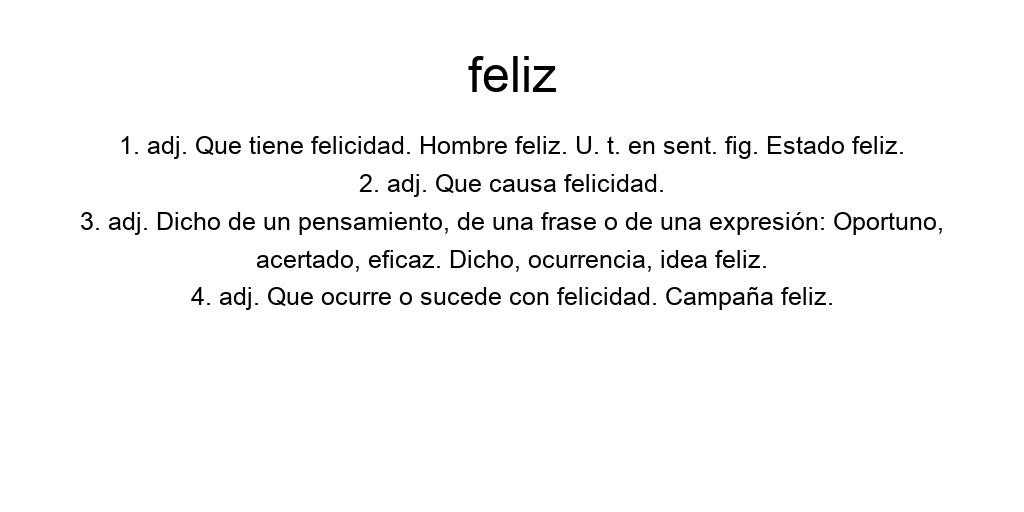 feliz
1. adj. Que tiene felicidad. Hombre feliz. U. t. en sent. fig. Estado feliz.
2. adj. Que causa felicidad.
3. adj. Dicho de un pensamiento, de una frase o de una expresión: Oportuno,
acertado, eficaz. Dicho, ocurrencia, idea feliz.
4. adj. Que ocurre o sucede con felicidad. Campaña feliz.